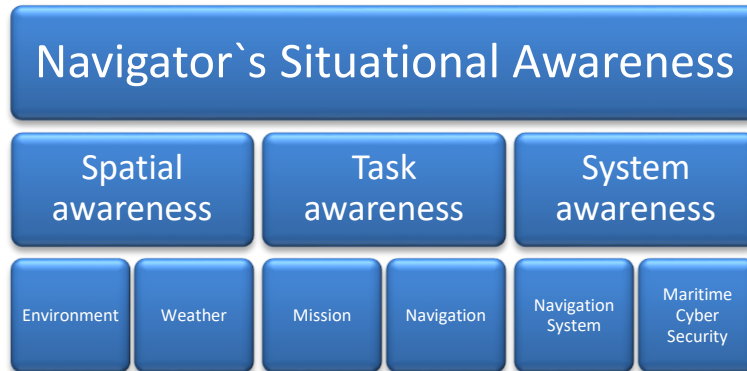 Navigator`s Situational Awareness
Spatial
awareness
Task
awareness
System
awareness
Environment
Weather
Mission
Navigation
Navigation
System
Maritime
Cyber
Security